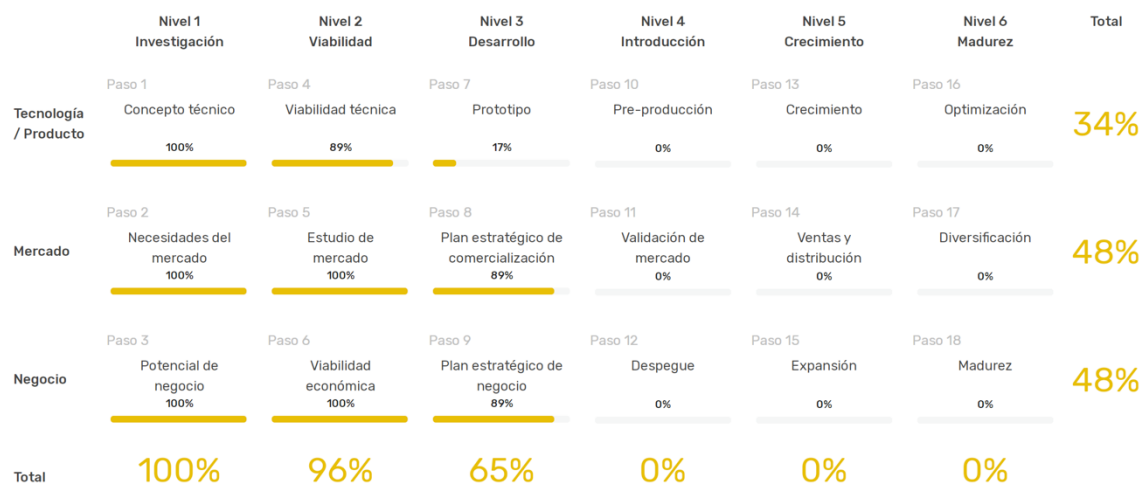 Nivel 1 Nivel 2 Nivel 3 Nivel 4 Nivel 5 Nivel 6 Total
Investigación Viabilidad Desarrollo Introducción Crecimiento Madurez
Paso 1 Paso 4 Paso 7 Paso 10 Paso 13 Paso 16
Tecnología / Producto
Concepto técnico Viabilidad técnica Prototipo Pre-producción Crecimiento Optimización
100% 89% 17% 0% 0% 0%
34%
Paso 2 Paso 5 Paso 8 Paso 11 Paso 14 Paso 17
Mercado
Necesidades del Estudio de Plan estratégico de Validación de Ventas y Diversificación
mercado mercado comercialización mercado distribución
100% 100% 89% 0% 0% 0%
48%
Paso 3 Paso 6 Paso 9 Paso 12 Paso 15 Paso 18
Negocio
Potencial de Viabilidad Plan estratégico de Despegue Expansión Madurez
negocio económica negocio
100% 100% 89% 0% 0% 0%
48%
Total 100% 96% 65% 0% 0% 0%